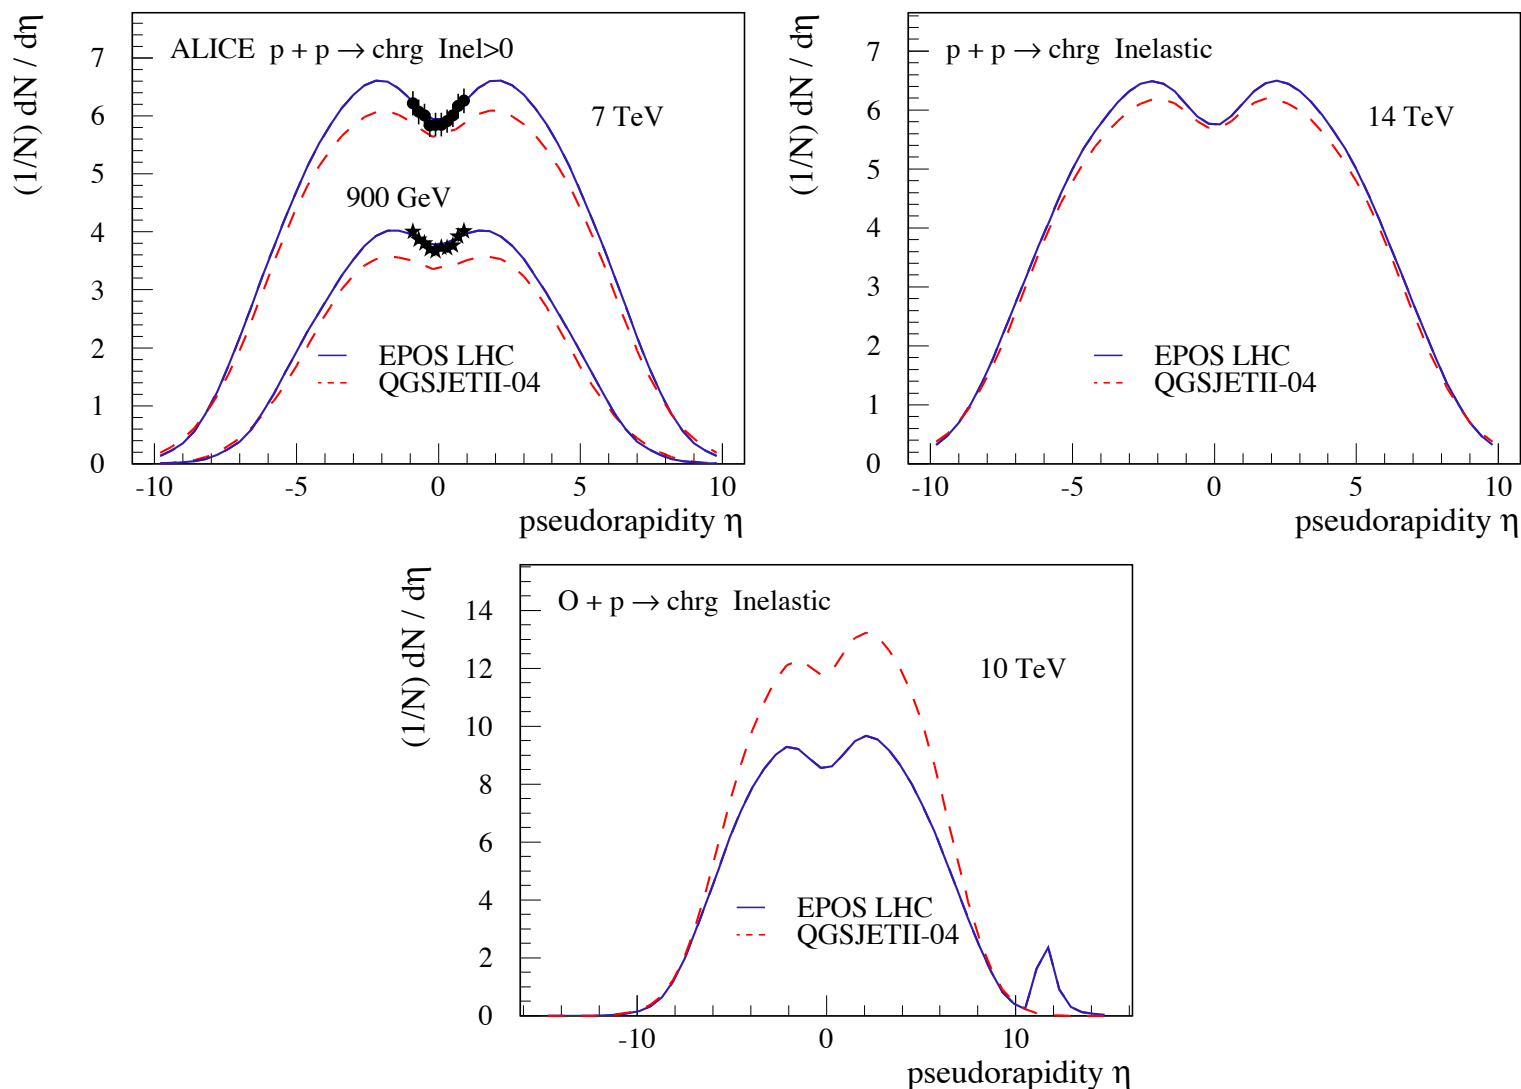 (1/N) dN / dη
ALICE p + p → chrg Inel>0
7 TeV
900 GeV
EPOS LHC
QGSJETII-04
7
6
5
4
3
2
1
0
-10 -5 0 5 10
pseudorapidity η
(1/N) dN / dη
p + p → chrg Inelastic
14 TeV
EPOS LHC
QGSJETII-04
7
6
5
4
3
2
1
0
-10 -5 0 5 10
pseudorapidity η
(1/N) dN / dη
O + p → chrg Inelastic
10 TeV
EPOS LHC
QGSJETII-04
14
12
10
8
6
4
2
0
-10 0 10
pseudorapidity η